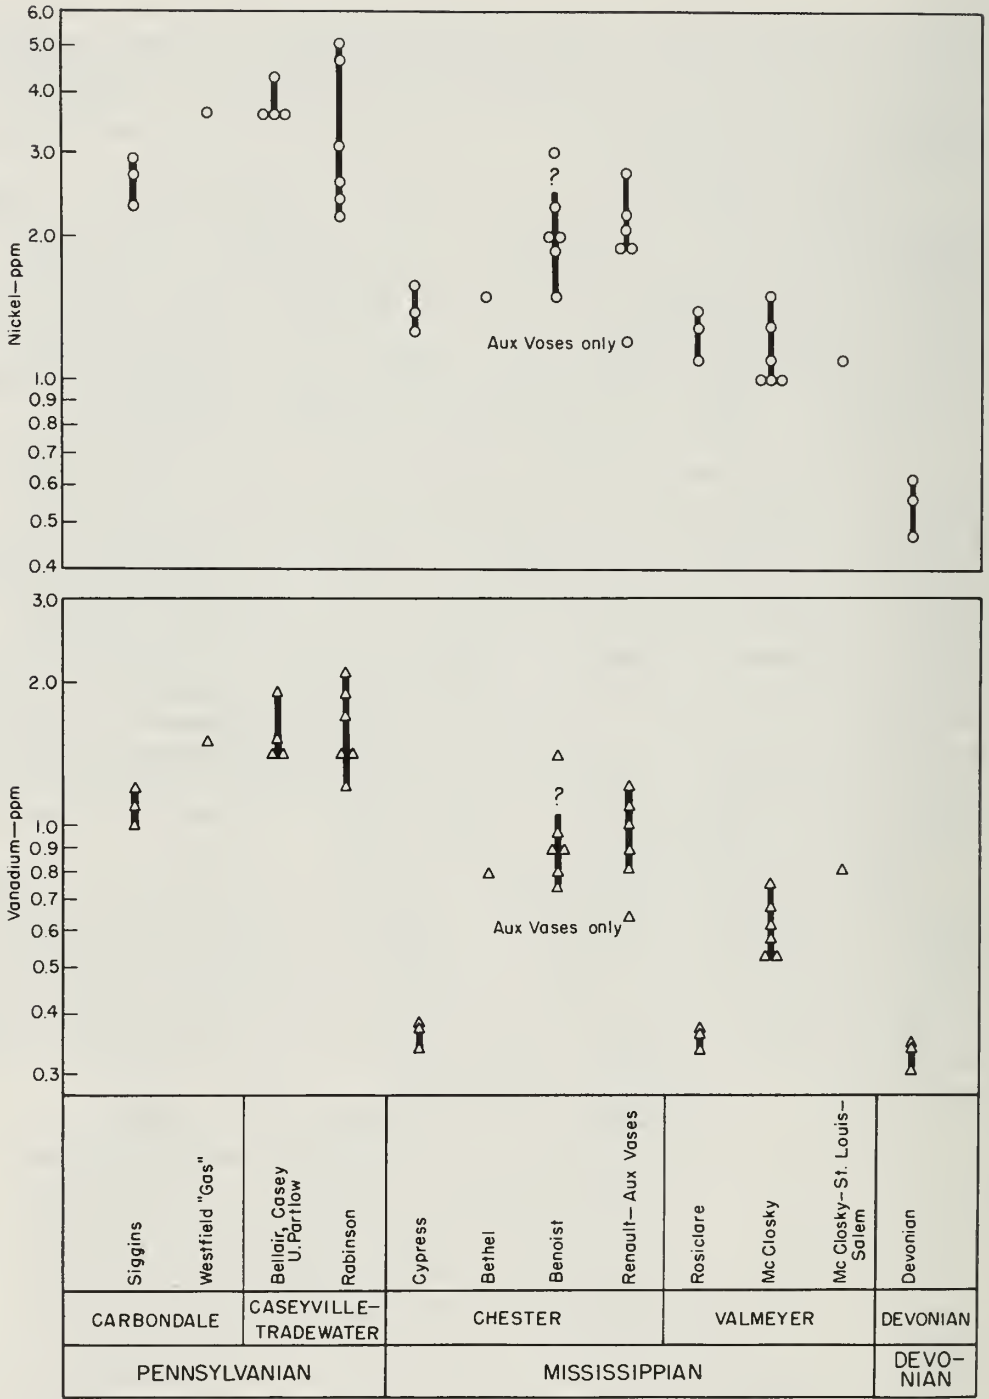 6.0
5.0
4.0
3.0
2.0
1.0
0.9
0.8
0.7
0.6
0.5
0.4
Nickel—ppm
?
Aux Voses only
3.0
2.0
1.0
0.9
0.8
0.7
0.6
0.5
0.4
0.3
Vanadium—ppm
?
Aux Vases only
Siggins
Westfield "Gas"
Bellair, Casey
U. Partlow
Rabinson
Cypress
Bethel
Benoist
Renault—Aux Vases
Rosiclare
Mc Closky
Mc Closky—St. Louis—
Salem
Devonian
CARBONDALE
CASEYVILLE—
TRADEWATER
CHESTER
VALMEYER
DEVONIAN
PENNSYLVANIAN
MISSISSIPPIAN
DEVO-
NIAN